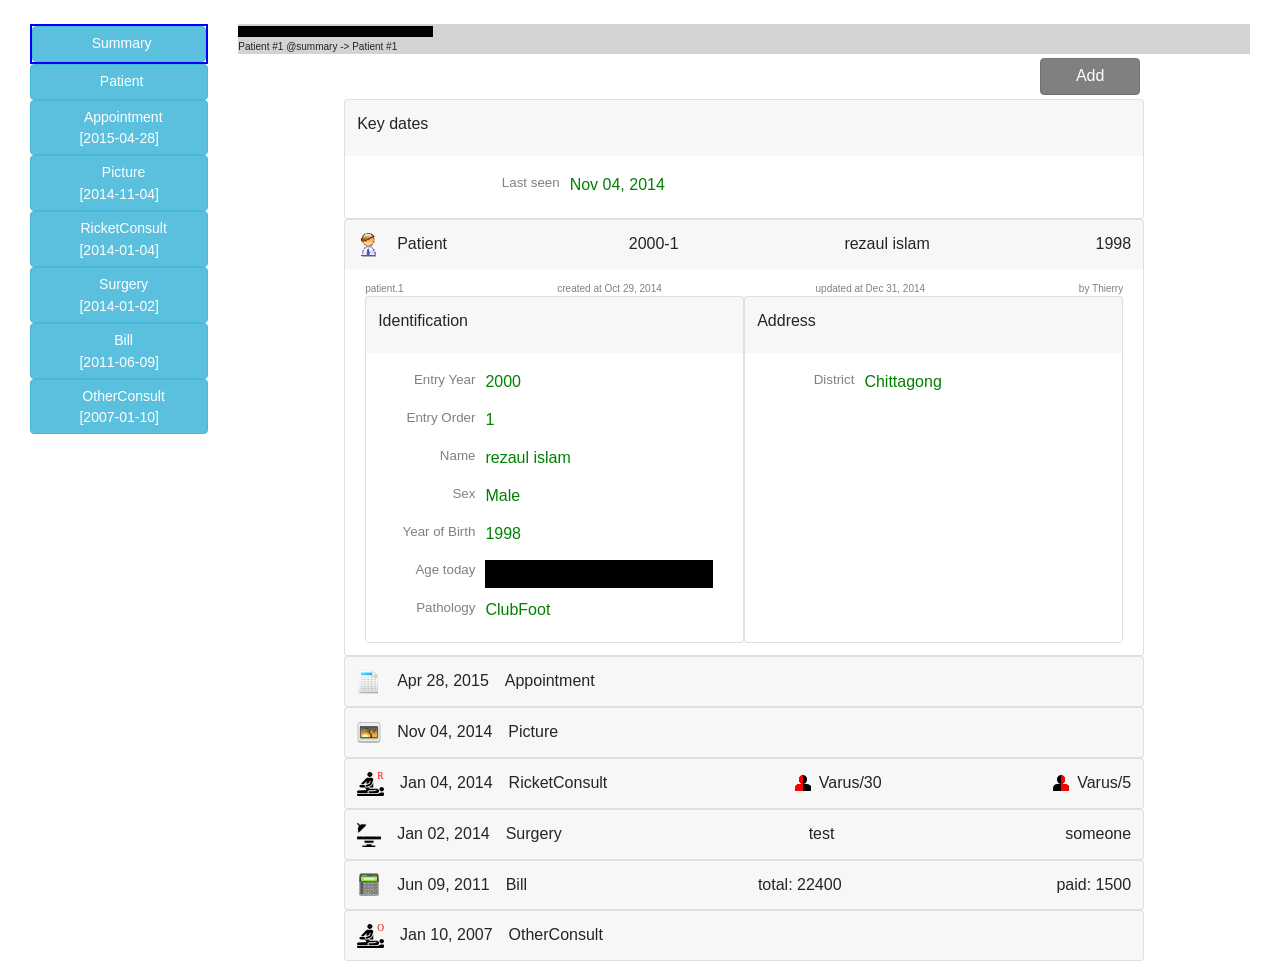 Summary
Patient
Appointment
[2015-04-28]
Picture
[2014-11-04]
RicketConsult
[2014-01-04]
Surgery
[2014-01-02]
Bill
[2011-06-09]
OtherConsult
[2007-01-10]
Patient #1 @summary -> Patient #1
Add
Key dates
Last seen Nov 04, 2014
Patient 2000-1 rezaul islam 1998
patient.1 created at Oct 29, 2014 updated at Dec 31, 2014 by Thierry
Identification
Entry Year 2000
Entry Order 1
Name rezaul islam
Sex Male
Year of Birth 1998
Age today
Pathology ClubFoot
Address
District Chittagong
Apr 28, 2015 Appointment
Nov 04, 2014 Picture
R Jan 04, 2014 RicketConsult Varus/30 Varus/5
Jan 02, 2014 Surgery test someone
Jun 09, 2011 Bill total: 22400 paid: 1500
O Jan 10, 2007 OtherConsult